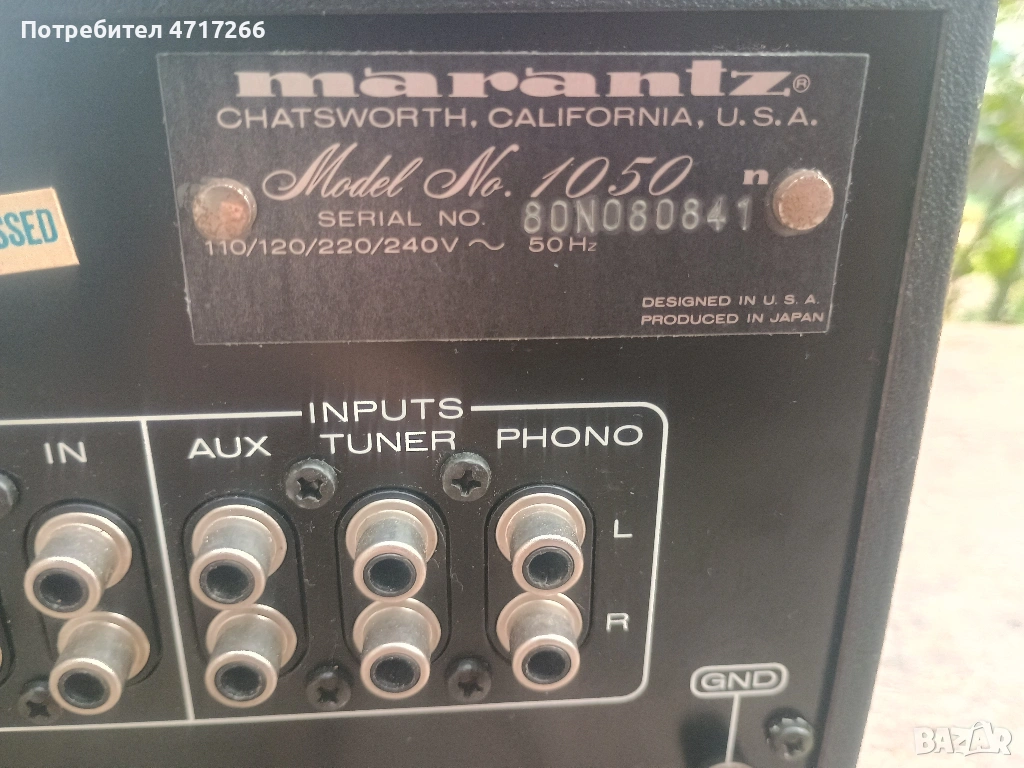 Потребител 4717266
marantz®
CHATSWORTH, CALIFORNIA, U.S.A.
Model No. 1050 n
SERIAL NO. 80N080841
110/120/220/240V ～ 50Hz
DESIGNED IN U.S.A.
PRODUCED IN JAPAN
SSED
INPUTS
IN AUX TUNER PHONO
L
R
GND
BAZAR